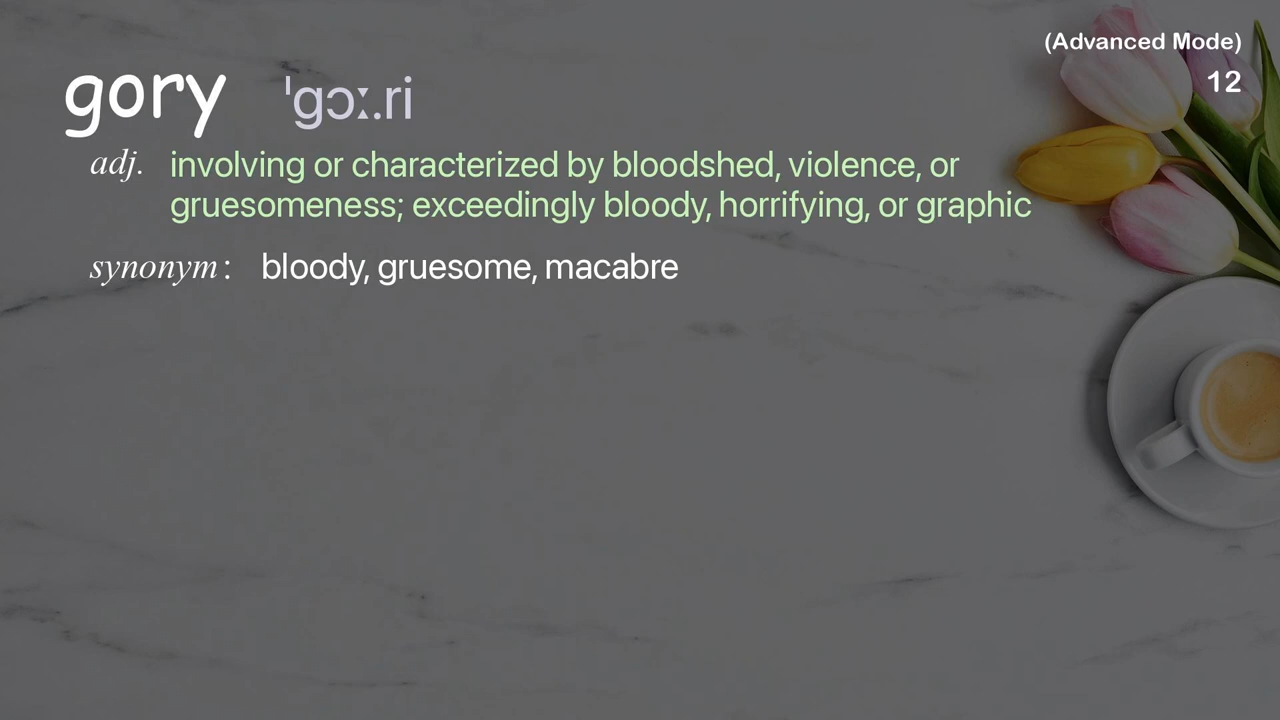 (Advanced Mode)
12
gory ˈɡɔː.ri
adj. involving or characterized by bloodshed, violence, or
gruesomeness; exceedingly bloody, horrifying, or graphic
synonym: bloody, gruesome, macabre